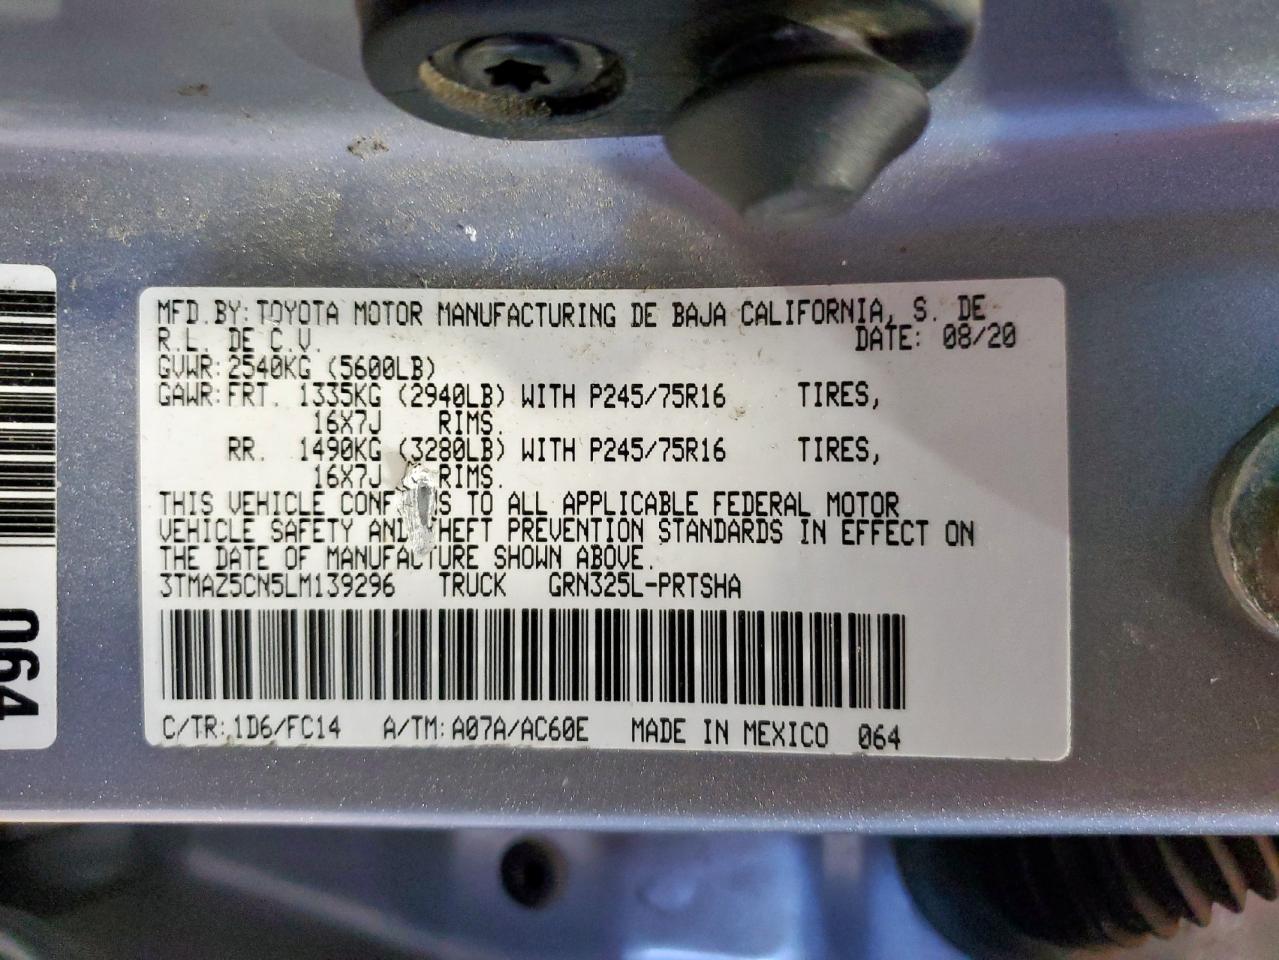 MFD. BY: TOYOTA MOTOR MANUFACTURING DE BAJA CALIFORNIA, S. DE
R.L. DE C.V. DATE: 08/20
GVWR: 2540KG (5600LB)
GAWR: FRT. 1335KG (2940LB) WITH P245/75R16 TIRES,
16X7J RIMS.
RR. 1490KG (3280LB) WITH P245/75R16 TIRES,
16X7J RIMS.
THIS VEHICLE CONF S TO ALL APPLICABLE FEDERAL MOTOR
VEHICLE SAFETY AND THEFT PREVENTION STANDARDS IN EFFECT ON
THE DATE OF MANUFACTURE SHOWN ABOVE.
3TMAZ5CN5LM139296 TRUCK GRN325L-PRTSHA
C/TR: 1D6/FC14 A/TM: A07A/AC60E MADE IN MEXICO 064
064